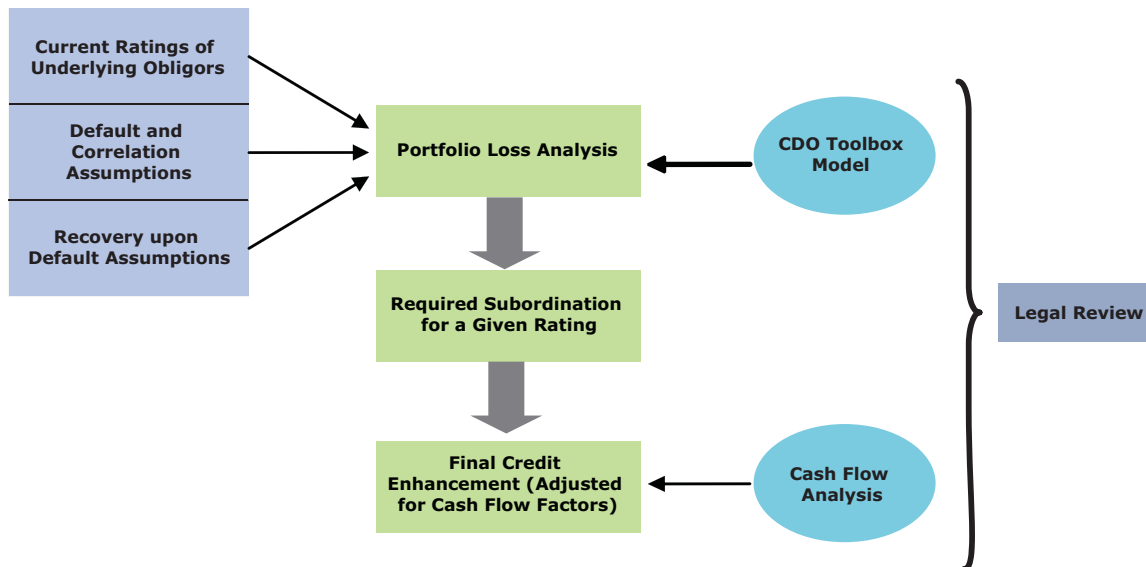 Current Ratings of
Underlying Obligors
Default and
Correlation
Assumptions
Recovery upon
Default Assumptions
Portfolio Loss Analysis
CDO Toolbox
Model
Required Subordination
for a Given Rating
Legal Review
Final Credit
Enhancement (Adjusted
for Cash Flow Factors)
Cash Flow
Analysis